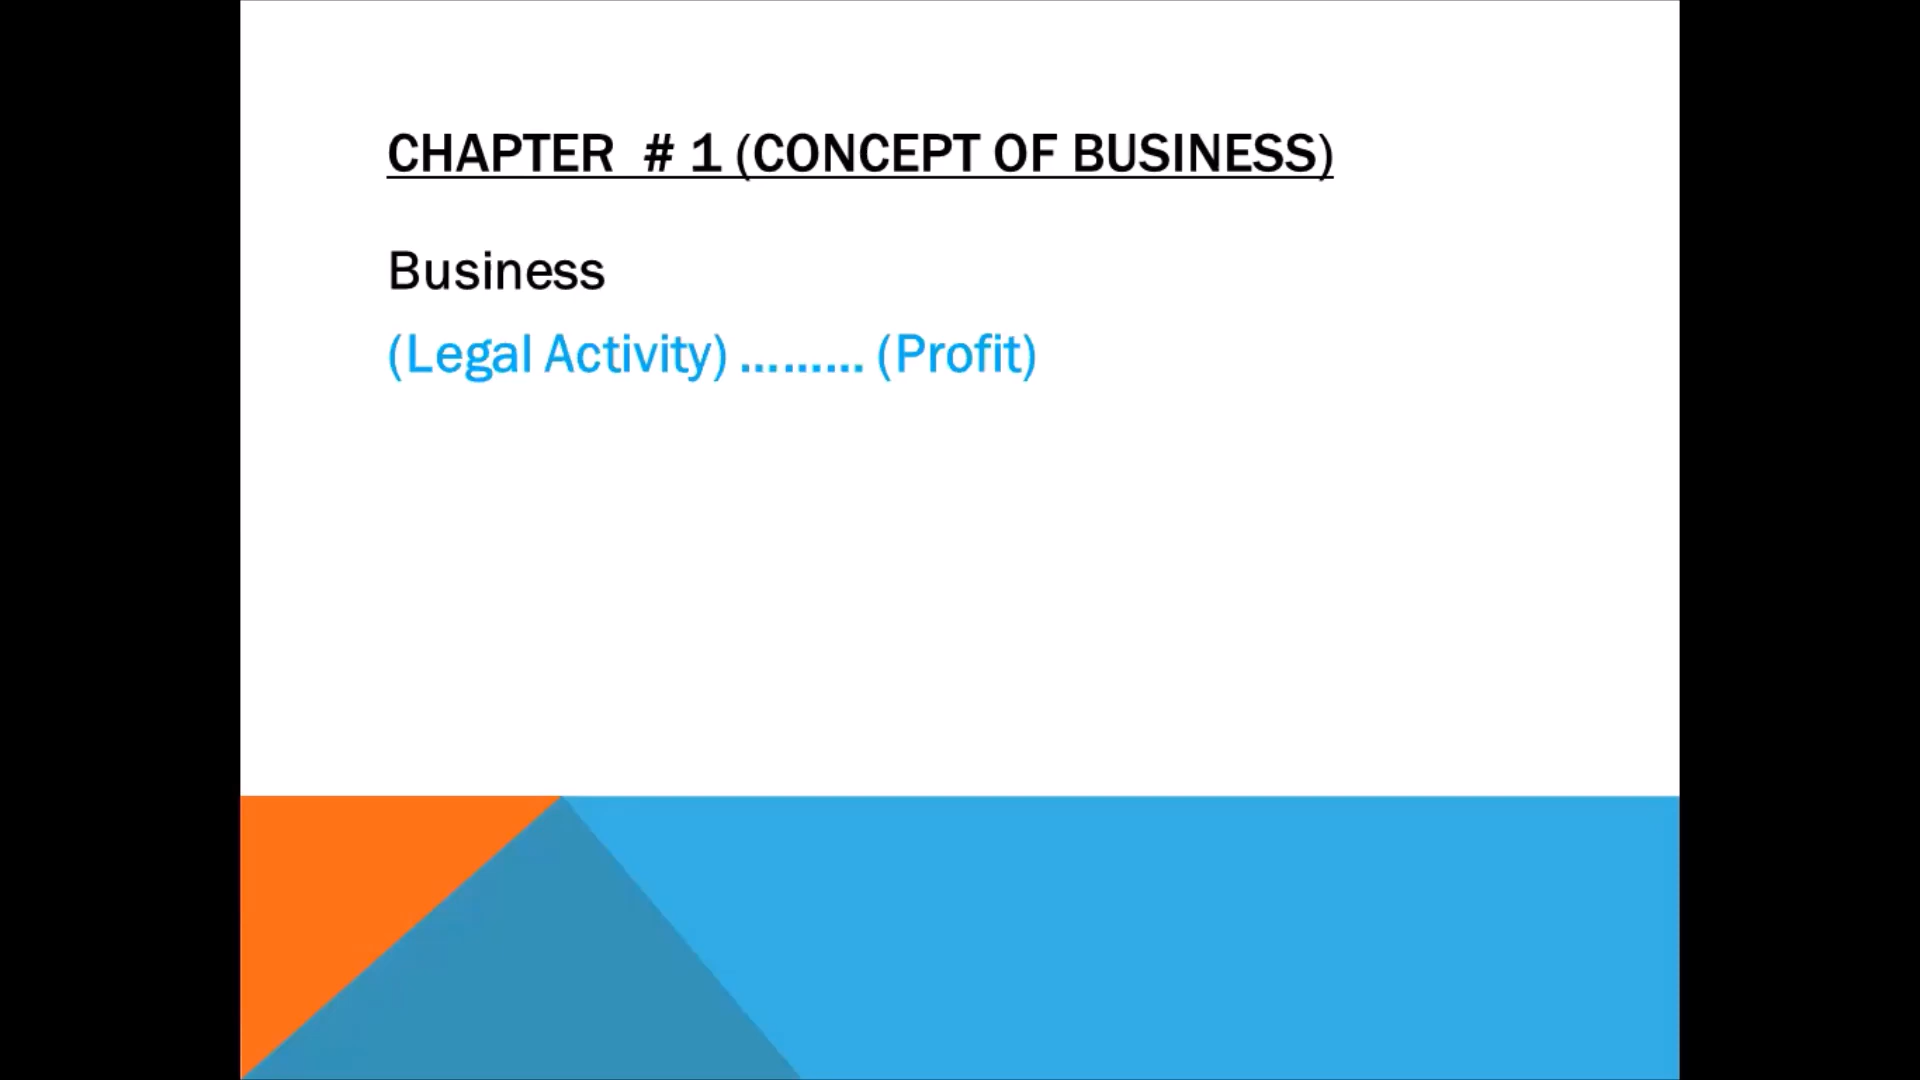 CHAPTER # 1 (CONCEPT OF BUSINESS)
Business
(Legal Activity) ......... (Profit)